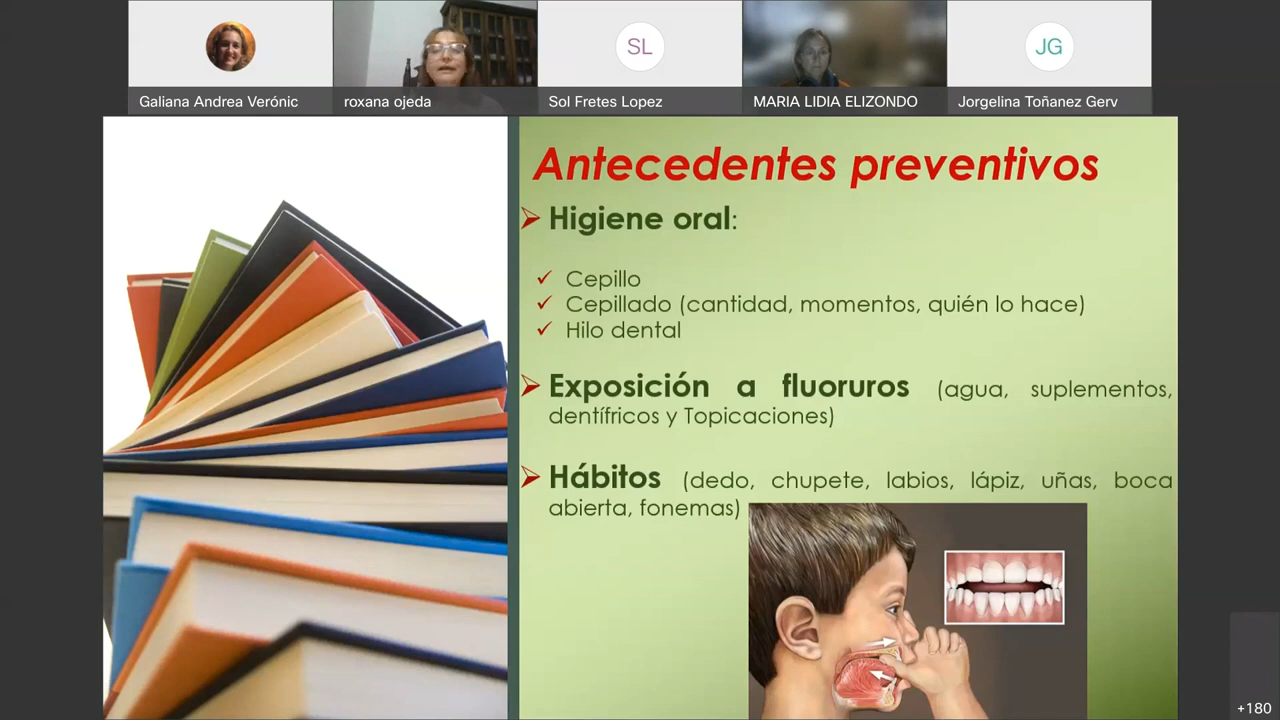 SL
JG
Galiana Andrea Verónic
roxana ojeda
Sol Fretes Lopez
MARIA LIDIA ELIZONDO
Jorgelina Toñanez Gerv
Antecedentes preventivos
Higiene oral:
Cepillo
Cepillado (cantidad, momentos, quién lo hace)
Hilo dental
Exposición a fluoruros (agua, suplementos,
dentífricos y Topicaciones)
Hábitos (dedo, chupete, labios, lápiz, uñas, boca
abierta, fonemas)
+180